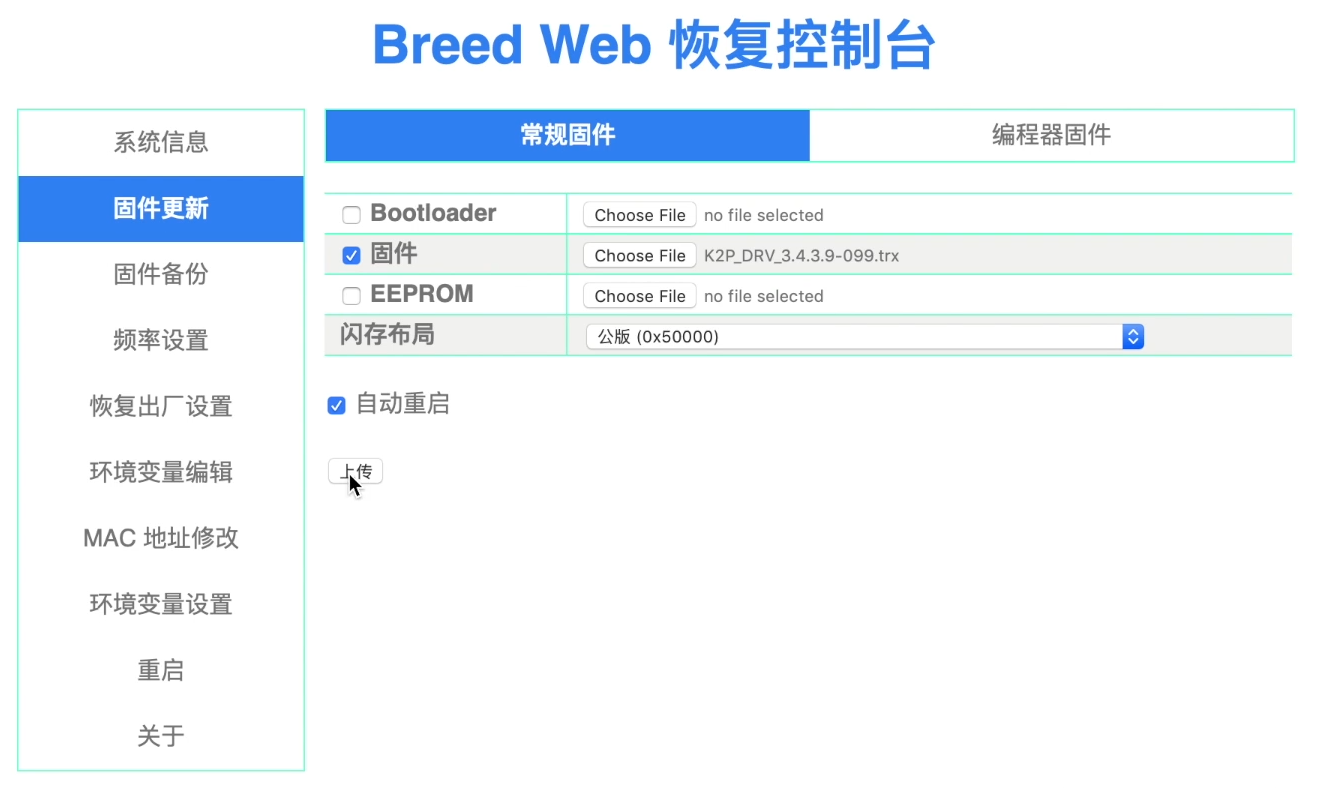 Breed Web 恢复控制台
系统信息
固件更新
固件备份
频率设置
恢复出厂设置
环境变量编辑
MAC 地址修改
环境变量设置
重启
关于
常规固件 编程器固件
Bootloader Choose File no file selected
固件 Choose File K2P_DRV_3.4.3.9-099.trx
EEPROM Choose File no file selected
闪存布局 公版 (0x50000)
自动重启
上传